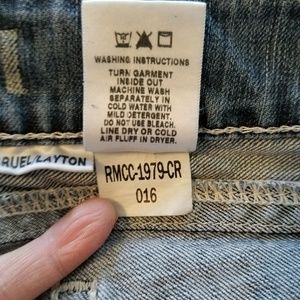 WASHING INSTRUCTIONS
TURN GARMENT
INSIDE OUT
MACHINE WASH
SEPARATELY IN
COLD WATER WITH
MILD DETERGENT.
DO NOT USE BLEACH.
LINE DRY OR COLD
AIR FLUFF IN DRYER.
RUEL/LAYTON
RMCC-1979-CR
016